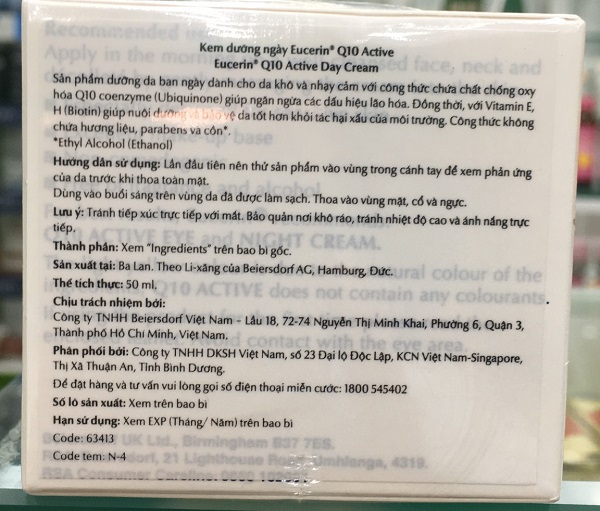 Kem dưỡng ngày Eucerin® Q10 Active
Eucerin® Q10 Active Day Cream
Sản phẩm dưỡng da ban ngày dành cho da khô và nhạy cảm với công thức chứa chất chống oxy
hóa Q10 coenzyme (Ubiquinone) giúp ngăn ngừa các dấu hiệu lão hóa. Đồng thời, với Vitamin E,
H (Biotin) giúp nuôi dưỡng và bảo vệ da tốt hơn khỏi tác hại xấu của môi trường. Công thức không
chứa hương liệu, parabens và cồn*.
*Ethyl Alcohol (Ethanol)
Hướng dẫn sử dụng: Lần đầu tiên nên thử sản phẩm vào vùng trong cánh tay để xem phản ứng
của da trước khi thoa toàn mặt.
Dùng vào buổi sáng trên vùng da đã được làm sạch. Thoa vào vùng mặt, cổ và ngực.
Lưu ý: Tránh tiếp xúc trực tiếp với mắt. Bảo quản nơi khô ráo, tránh nhiệt độ cao và ánh nắng trực
tiếp.
Thành phần: Xem "Ingredients" trên bao bì gốc.
Sản xuất tại: Ba Lan. Theo Li-xăng của Beiersdorf AG, Hamburg, Đức.
Thể tích thực: 50 ml.
Chịu trách nhiệm bởi:
Công ty TNHH Beiersdorf Việt Nam - Lầu 18, 72-74 Nguyễn Thị Minh Khai, Phường 6, Quận 3,
Thành phố Hồ Chí Minh, Việt Nam.
Phân phối bởi: Công ty TNHH DKSH Việt Nam, số 23 Đại lộ Độc Lập, KCN Việt Nam-Singapore,
Thị Xã Thuận An, Tỉnh Bình Dương.
Để đặt hàng và tư vấn vui lòng gọi số điện thoại miễn cước: 1800 545402
Số lô sản xuất: Xem trên bao bì
Hạn sử dụng: Xem EXP (Tháng/ Năm) trên bao bì
Code: 63413
Code tem: N-4